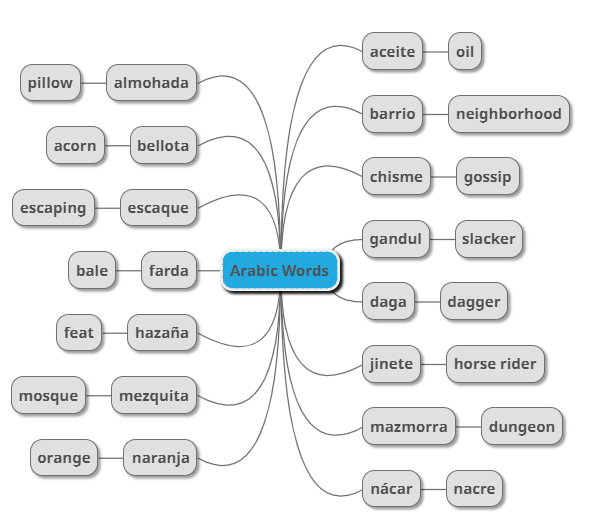 Arabic Words
pillow almohada
acorn bellota
escaping escaque
bale farda
feat hazaña
mosque mezquita
orange naranja
aceite oil
barrio neighborhood
chisme gossip
gandul slacker
daga dagger
jinete horse rider
mazmorra dungeon
nácar nacre